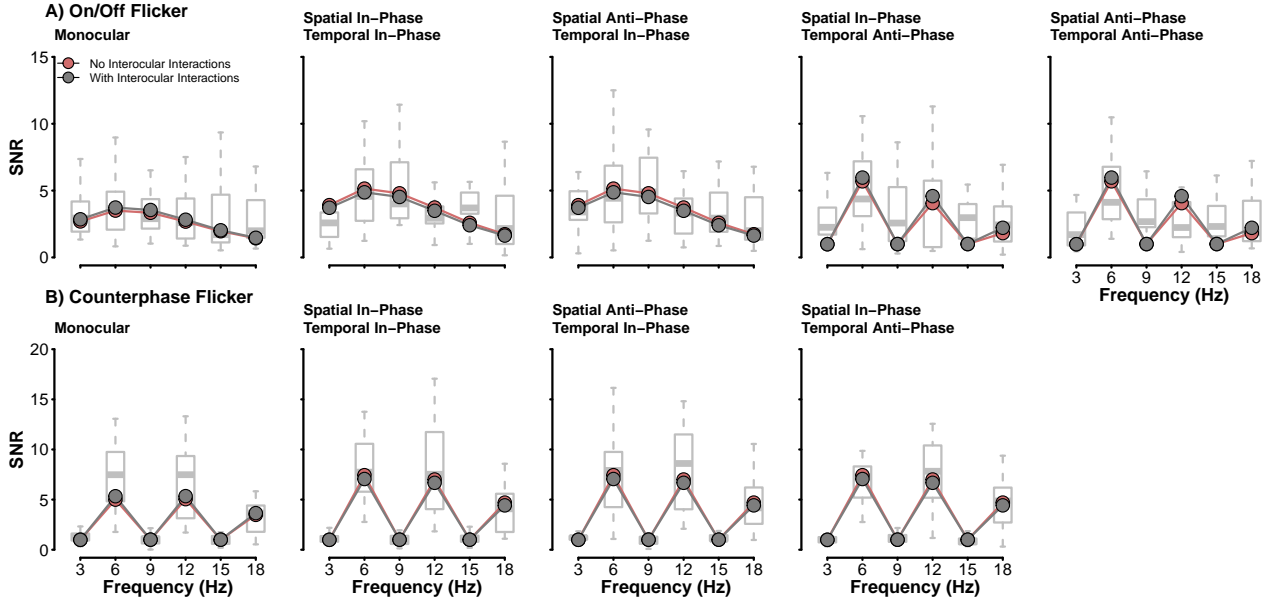 A) On/Off Flicker
Monocular
Spatial In−Phase
Temporal In−Phase
Spatial Anti−Phase
Temporal In−Phase
Spatial In−Phase
Temporal Anti−Phase
Spatial Anti−Phase
Temporal Anti−Phase
No Interocular Interactions
With Interocular Interactions
SNR
15
10
5
0
3 6 9 12 15 18
Frequency (Hz)
B) Counterphase Flicker
Monocular
Spatial In−Phase
Temporal In−Phase
Spatial Anti−Phase
Temporal In−Phase
Spatial In−Phase
Temporal Anti−Phase
SNR
20
15
10
5
0
3 6 9 12 15 18
Frequency (Hz)
3 6 9 12 15 18
Frequency (Hz)
3 6 9 12 15 18
Frequency (Hz)
3 6 9 12 15 18
Frequency (Hz)